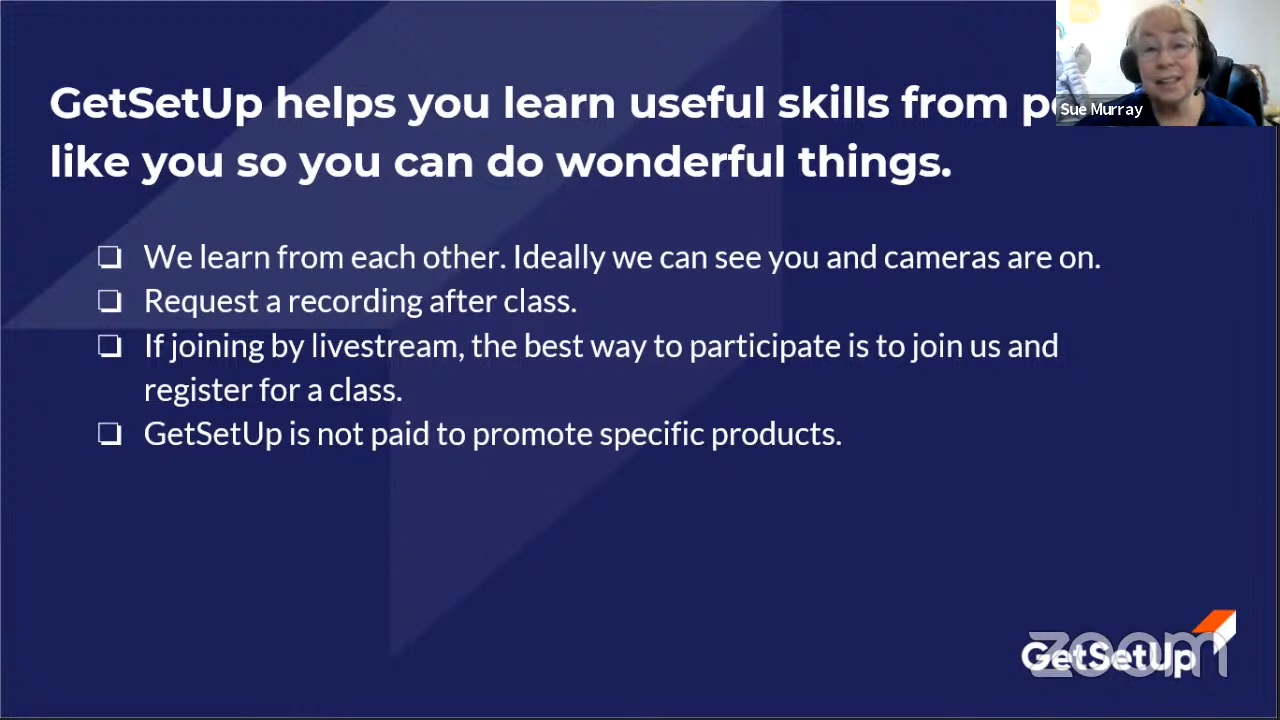 GetSetUp helps you learn useful skills from
like you so you can do wonderful things.
Sue Murray
❏ We learn from each other. Ideally we can see you and cameras are on.
❏ Request a recording after class.
❏ If joining by livestream, the best way to participate is to join us and
register for a class.
❏ GetSetUp is not paid to promote specific products.
zoom
GetSetUp